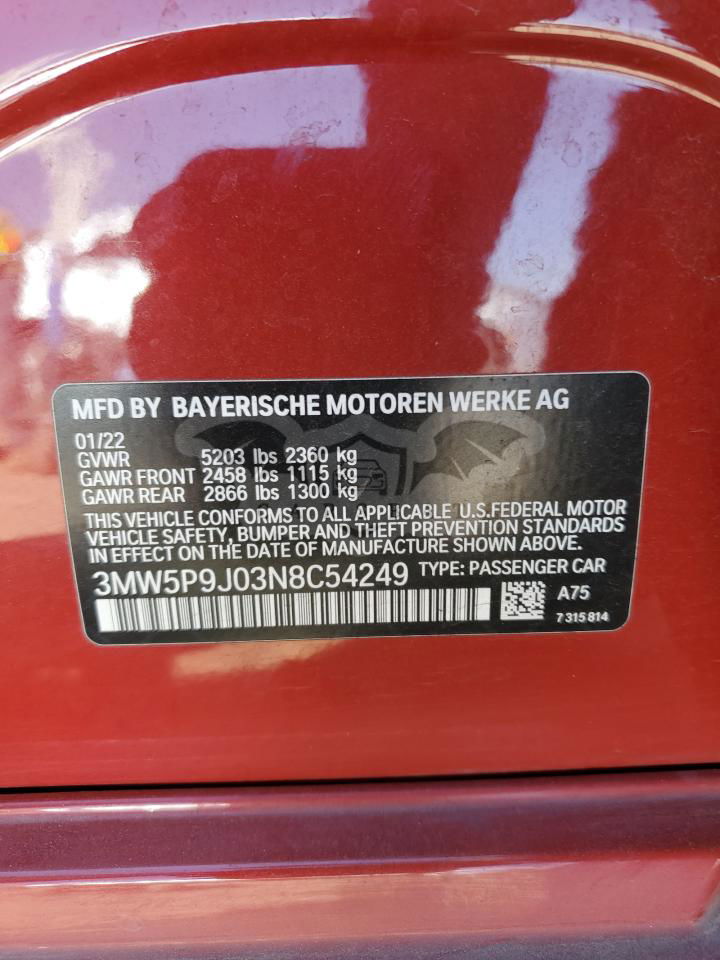 MFD BY BAYERISCHE MOTOREN WERKE AG
01/22
GVWR 5203 lbs 2360 kg
GAWR FRONT 2458 lbs 1115 kg
GAWR REAR 2866 lbs 1300 kg
THIS VEHICLE CONFORMS TO ALL APPLICABLE U.S.FEDERAL MOTOR
VEHICLE SAFETY, BUMPER AND THEFT PREVENTION STANDARDS
IN EFFECT ON THE DATE OF MANUFACTURE SHOWN ABOVE.
3MW5P9J03N8C54249 TYPE: PASSENGER CAR
A75
7 315 814